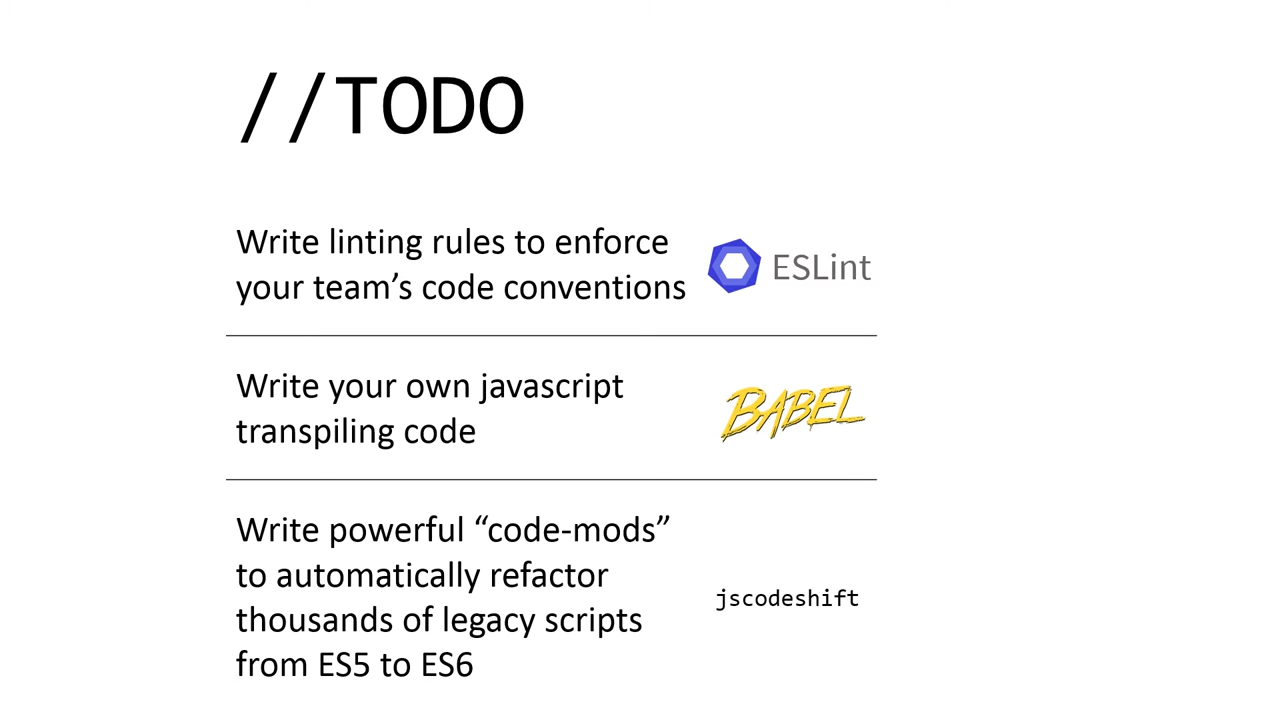 //TODO
Write linting rules to enforce
your team’s code conventions
ESLint
Write your own javascript
transpiling code
BABEL
Write powerful “code-mods”
to automatically refactor
thousands of legacy scripts
from ES5 to ES6
jscodeshift